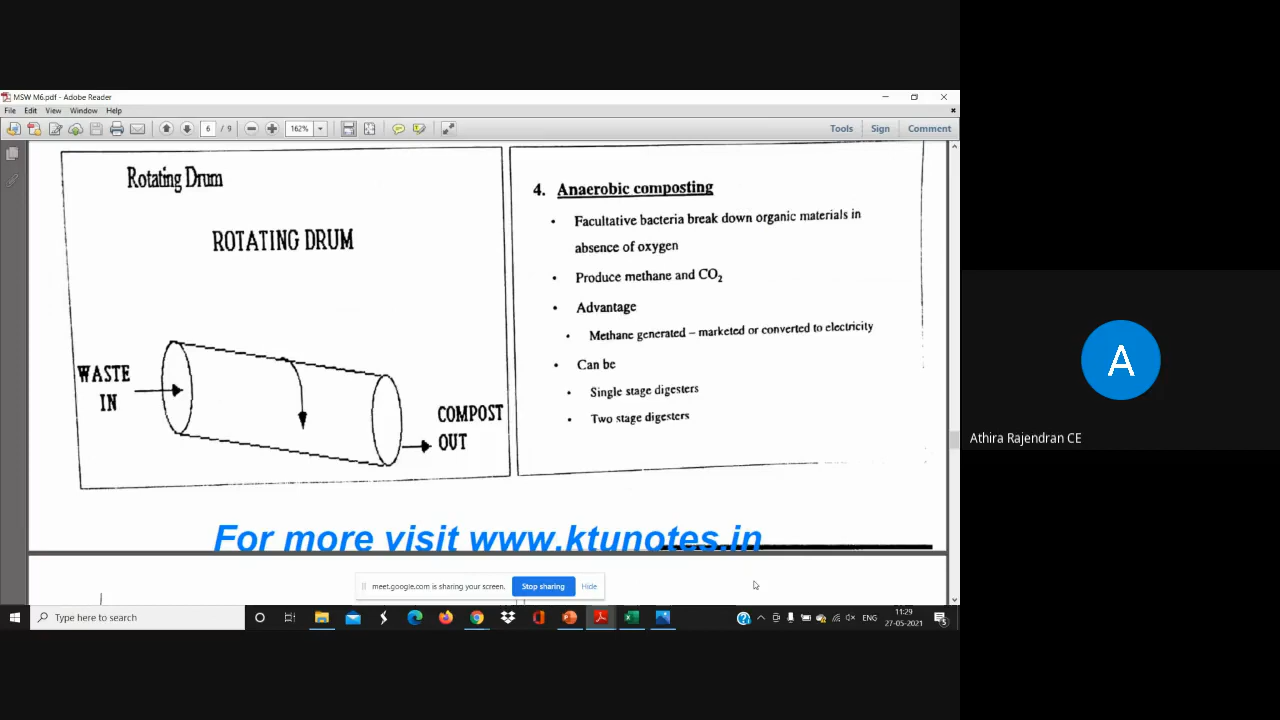 MSW M6.pdf - Adobe Reader
File Edit View Window Help
6 / 9 162% Tools Sign Comment
Rotating Drum
ROTATING DRUM
WASTE
IN
COMPOST
OUT
4. Anaerobic composting
• Facultative bacteria break down organic materials in
absence of oxygen
• Produce methane and CO₂
• Advantage
• Methane generated – marketed or converted to electricity
• Can be
• Single stage digesters
• Two stage digesters
For more visit www.ktunotes.in
meet.google.com is sharing your screen. Stop sharing Hide
Type here to search
ENG
11:29
27-05-2021
5
A
Athira Rajendran CE